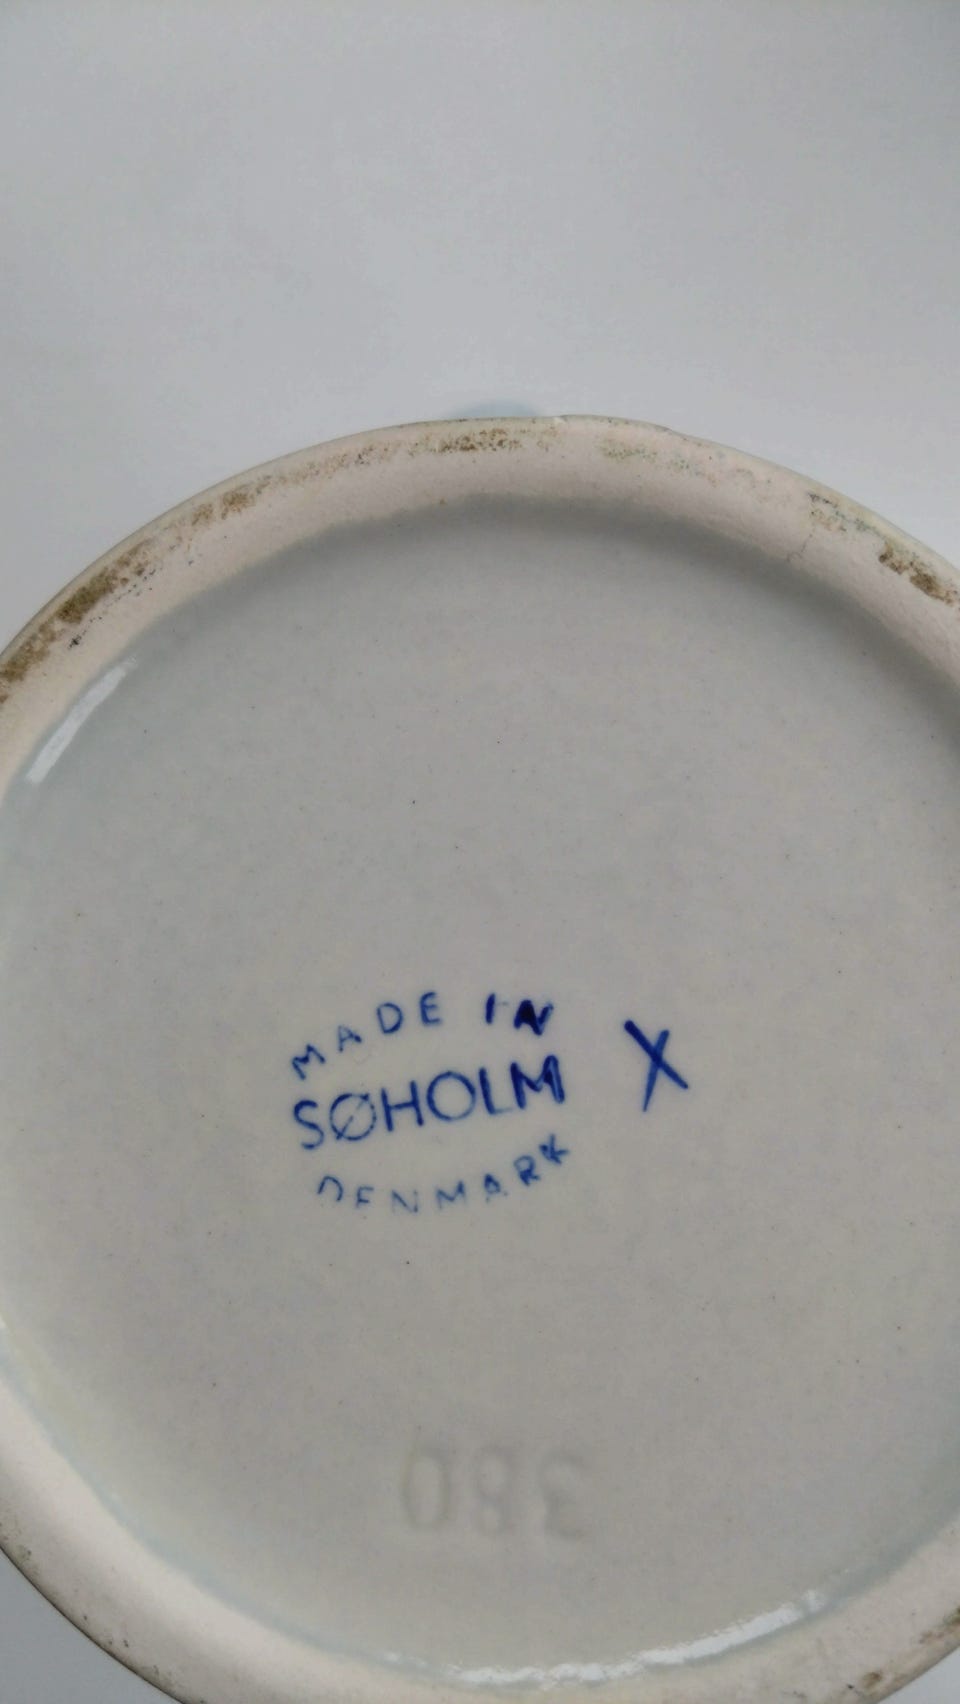 MADE IN
SØHOLM X
DENMARK
380